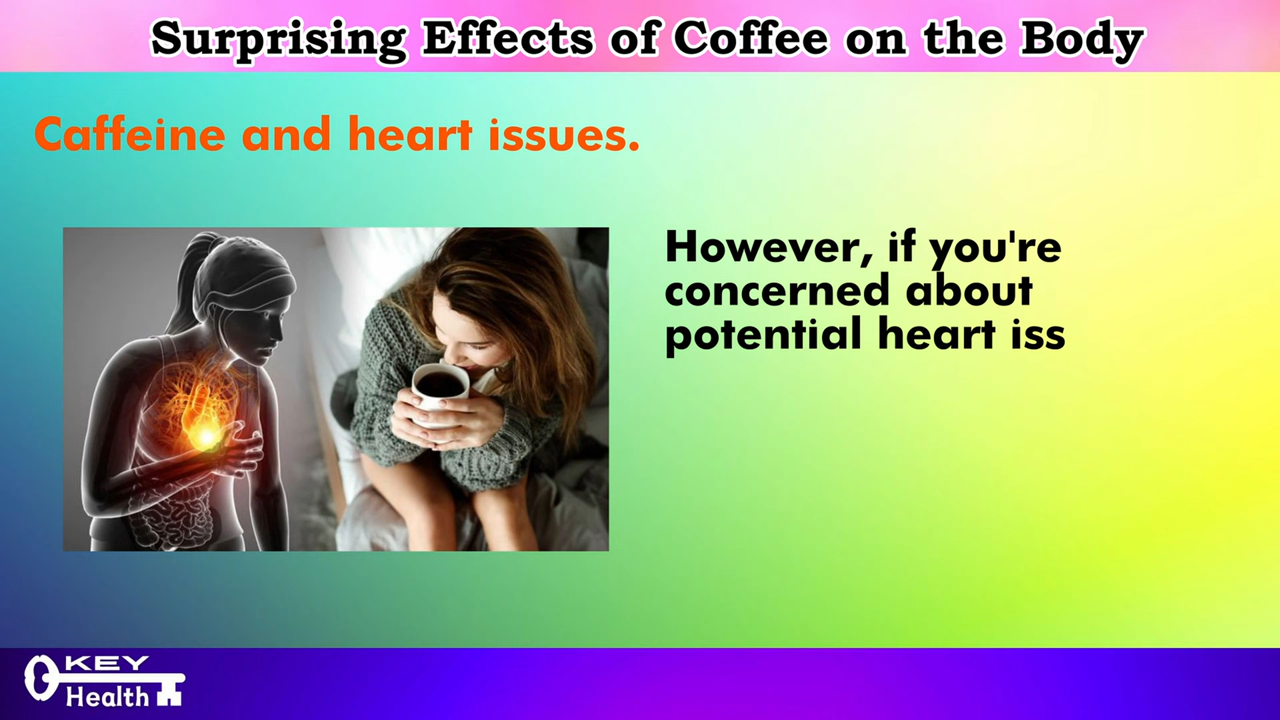 Surprising Effects of Coffee on the Body
Caffeine and heart issues.
However, if you're
concerned about
potential heart iss
KEY
Health